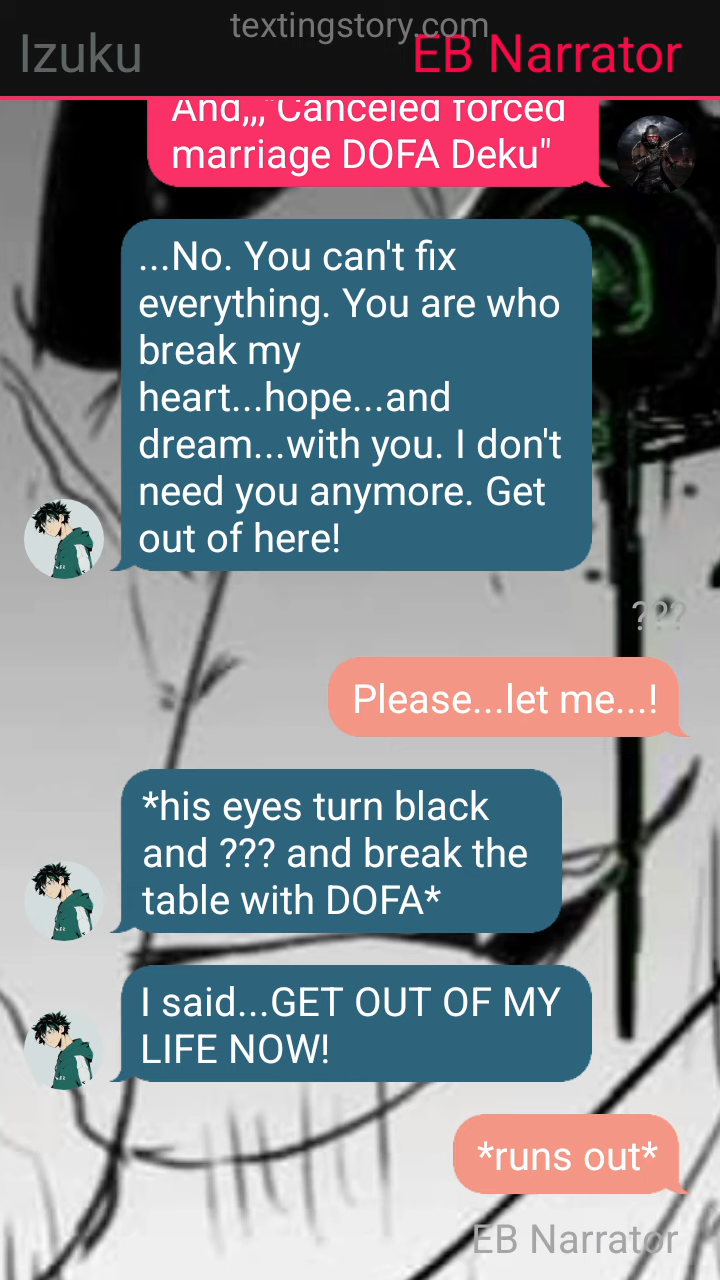 textingstory.com
Izuku
EB Narrator
And,,,"Canceled forced
marriage DOFA Deku"
...No. You can't fix
everything. You are who
break my
heart...hope...and
dream...with you. I don't
need you anymore. Get
out of here!
???
Please...let me...!
*his eyes turn black
and ??? and break the
table with DOFA*
I said...GET OUT OF MY
LIFE NOW!
*runs out*
EB Narrator